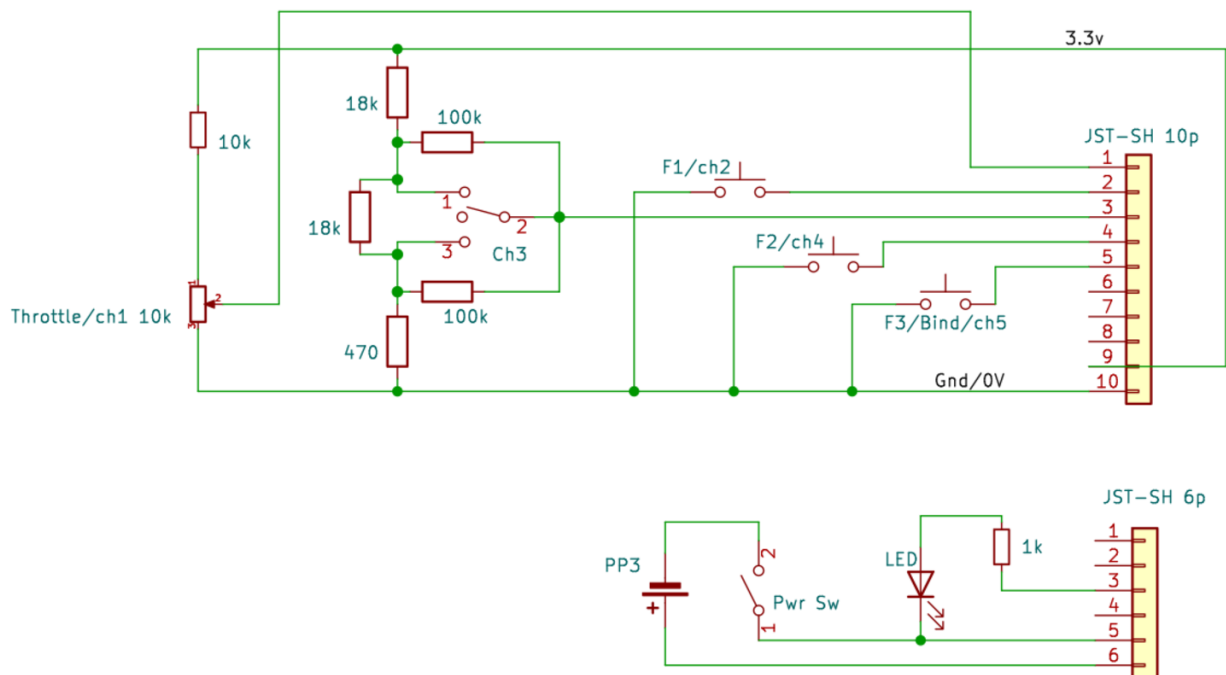 3.3v
18k
100k
10k
JST-SH 10p
1
F1/ch2
2
1
3
2
18k
3
Ch3
F2/ch4
4
5
1
2
3
Throttle/ch1 10k
100k
F3/Bind/ch5
6
7
8
470
9
Gnd/0V
10
JST-SH 6p
1
2
PP3
LED
1k
2
3
+
Pwr Sw
4
1
5
6